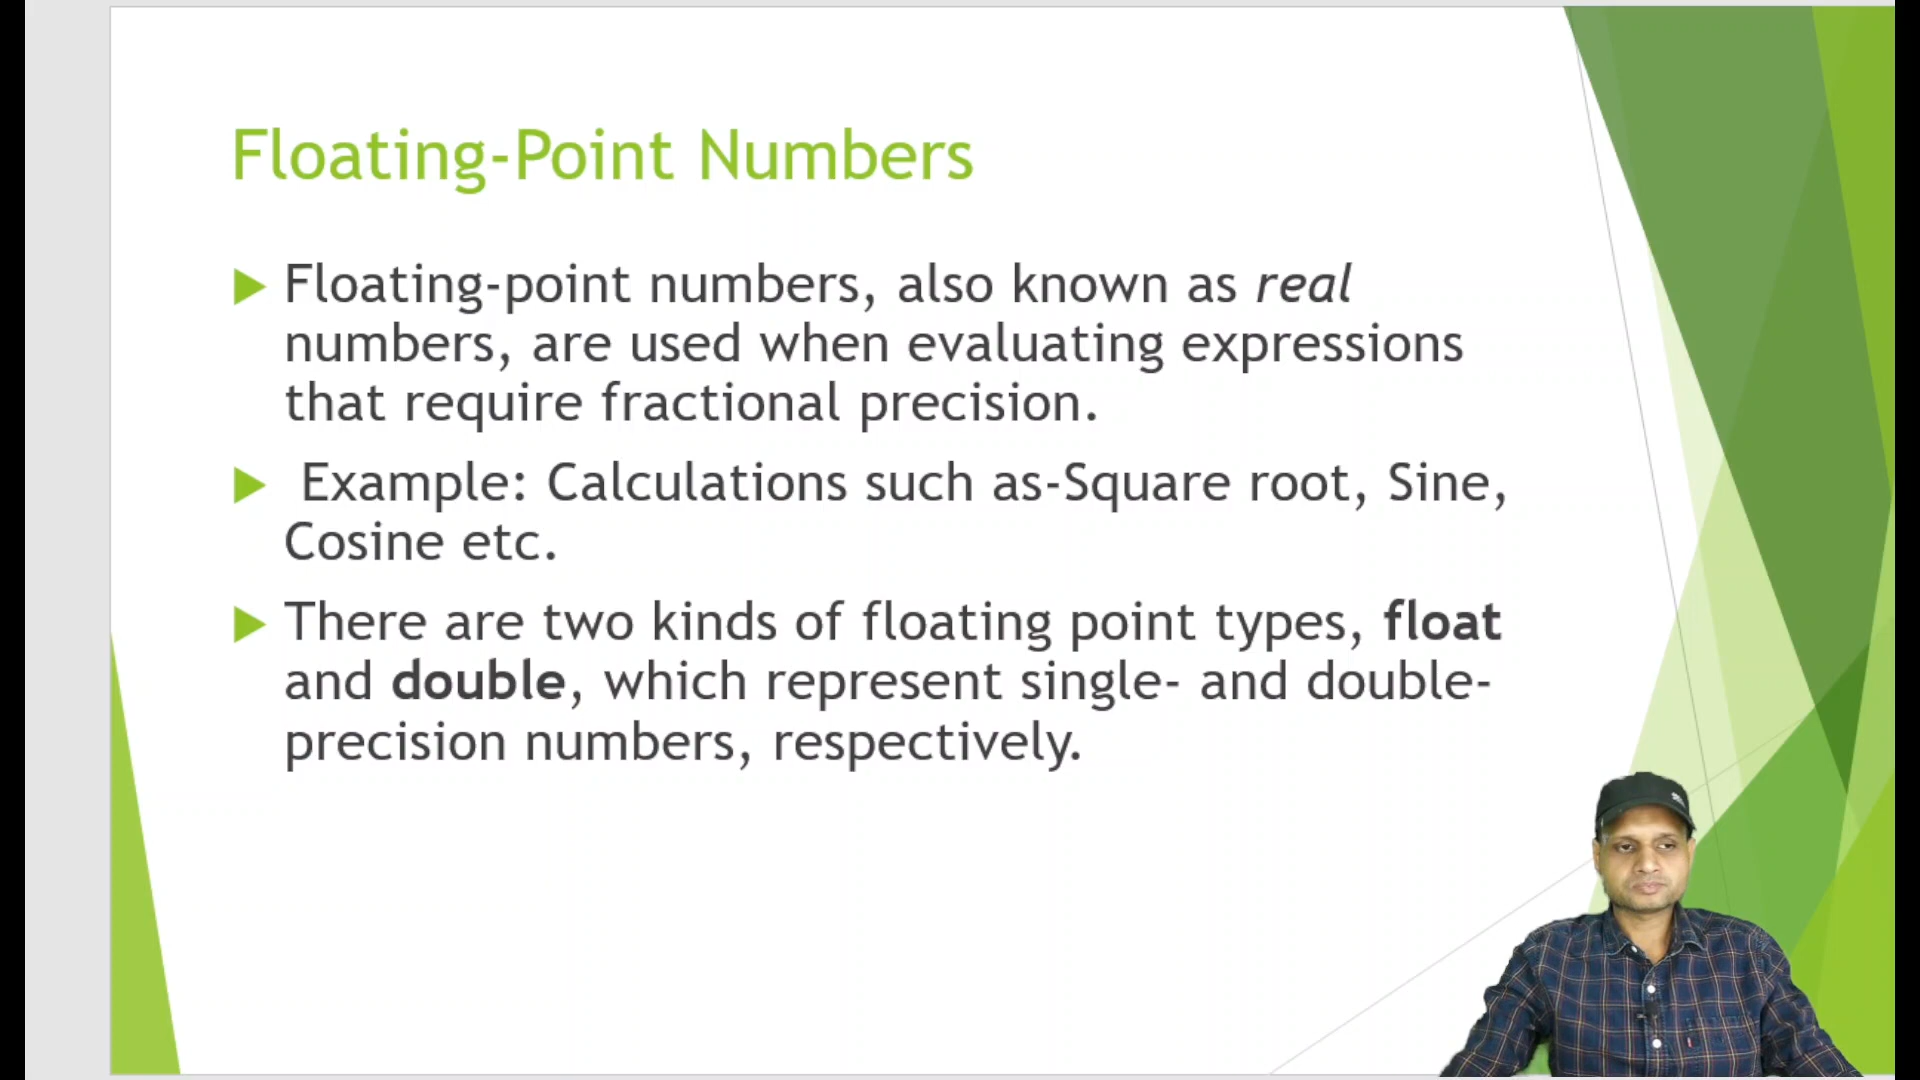 Floating-Point Numbers
Floating-point numbers, also known as real
numbers, are used when evaluating expressions
that require fractional precision.
Example: Calculations such as-Square root, Sine,
Cosine etc.
There are two kinds of floating point types, float
and double, which represent single- and double-
precision numbers, respectively.